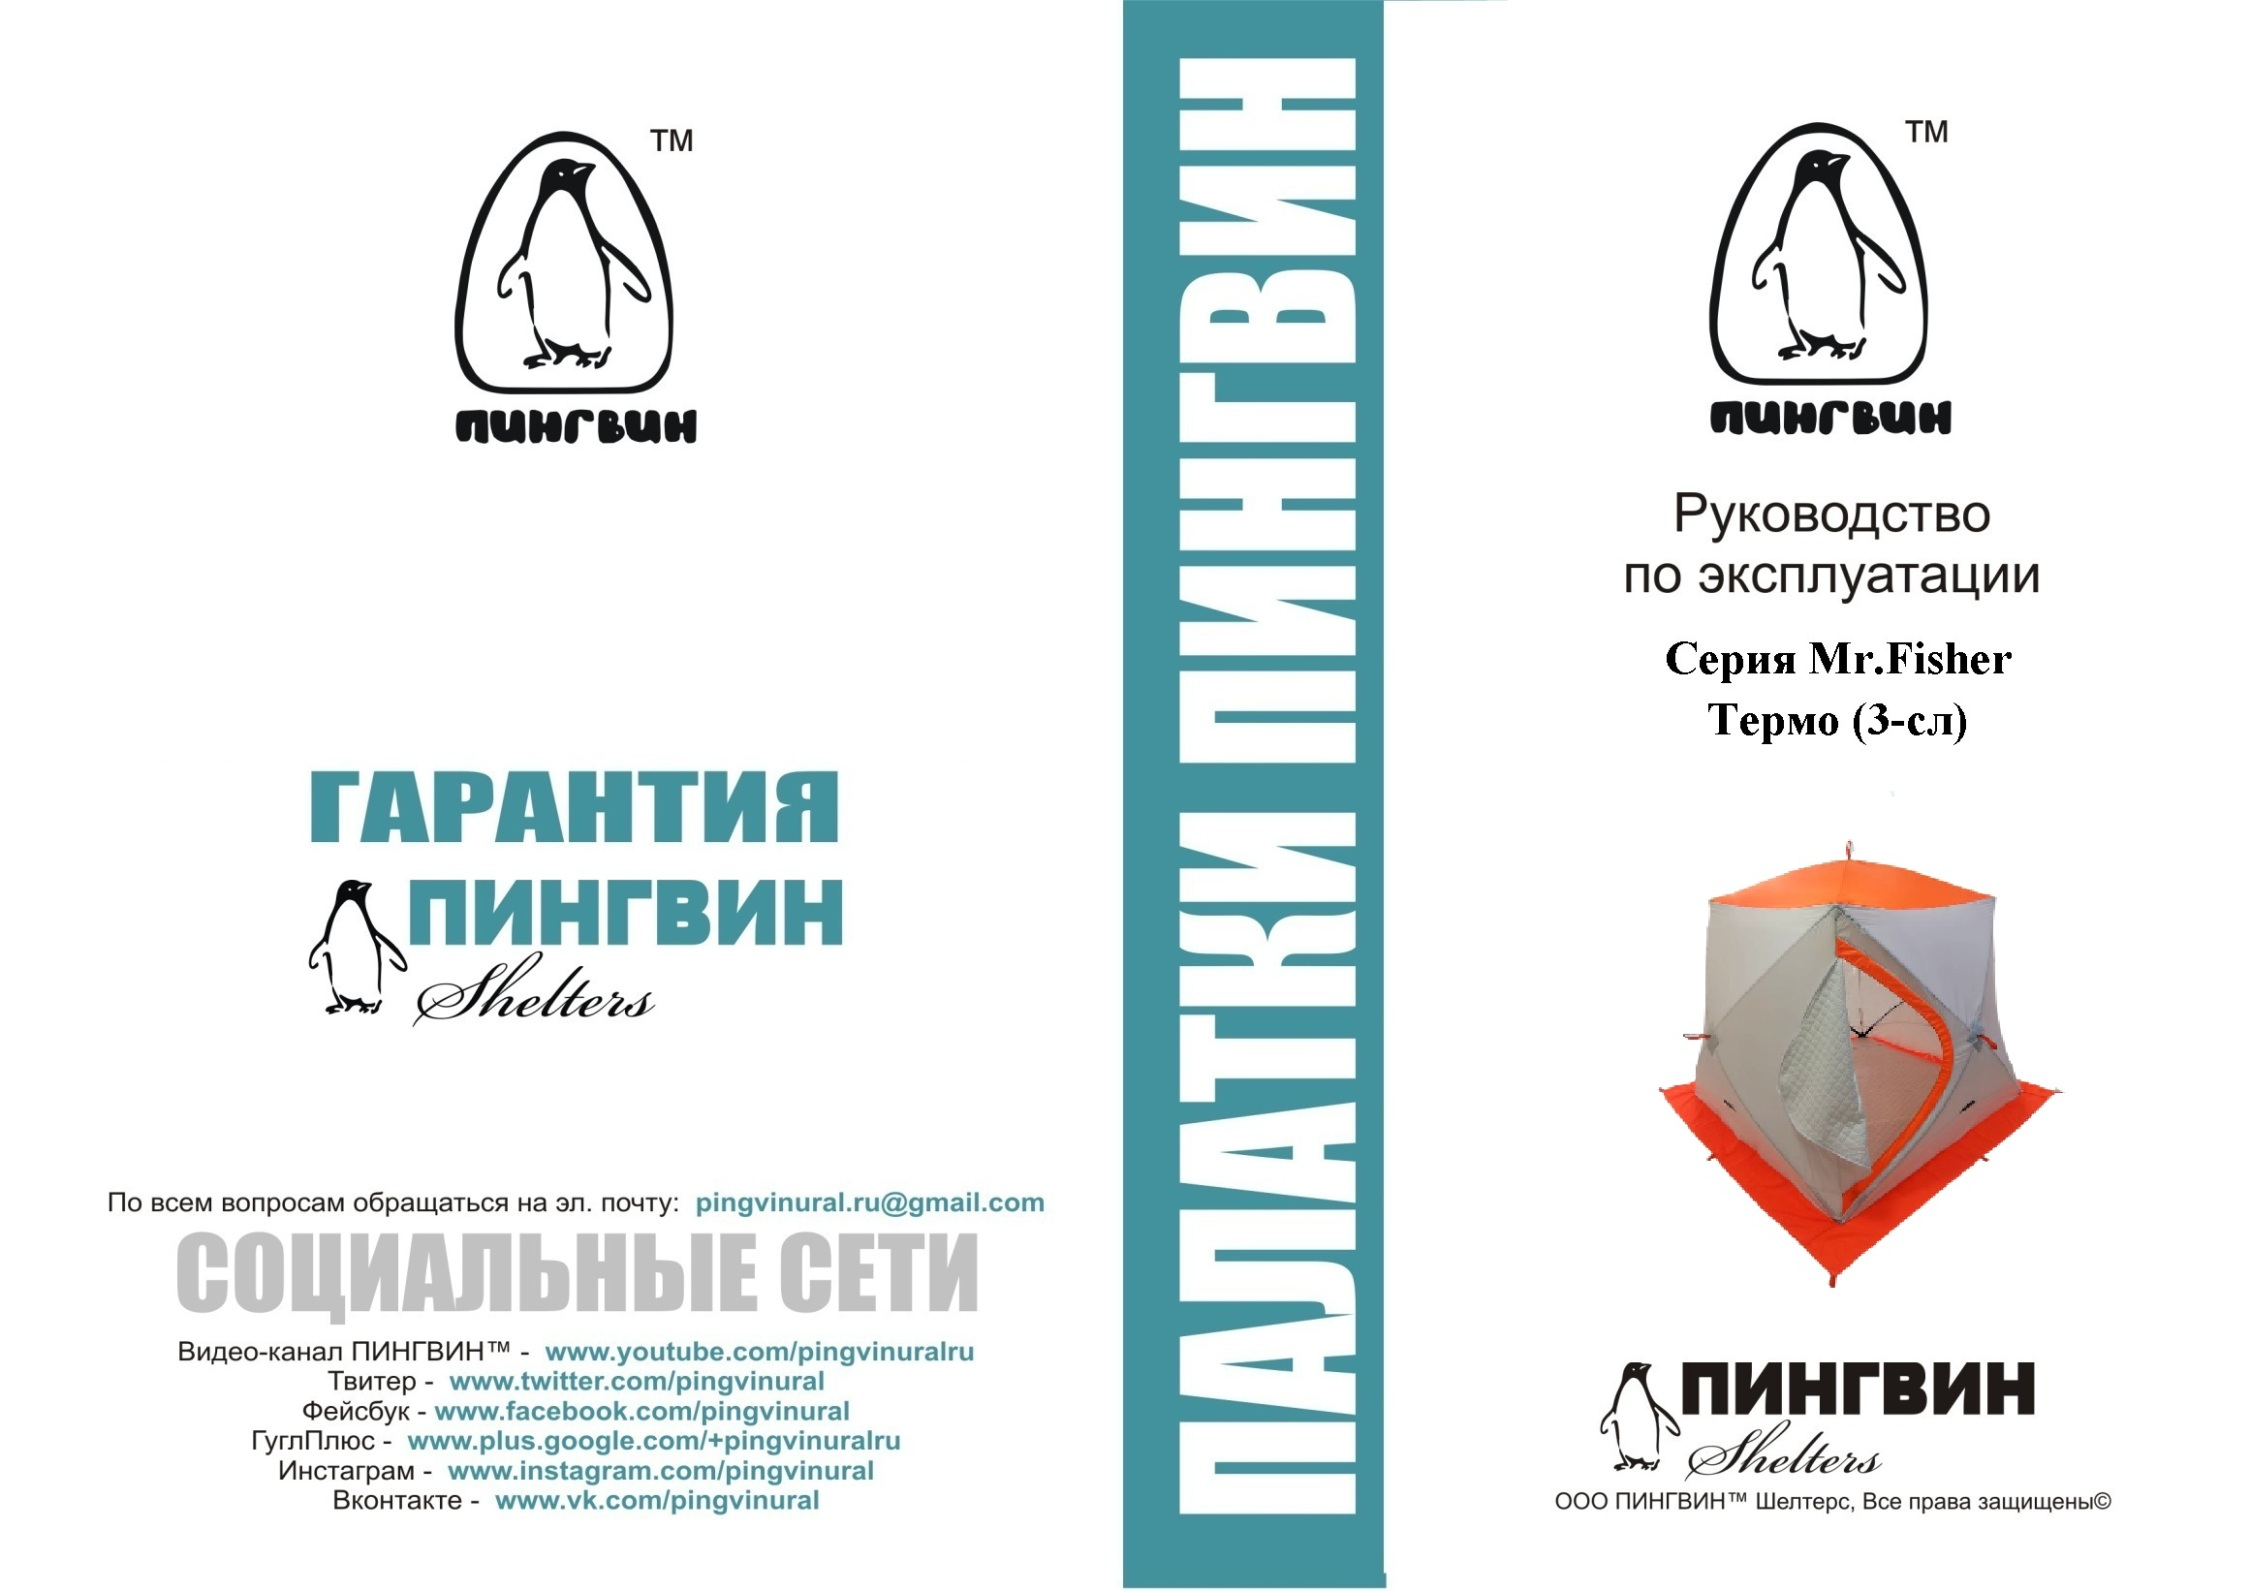 ТМ
ПИНГВИН
ГАРАНТИЯ
ПИНГВИН
Shelters
По всем вопросам обращаться на эл. почту: pingvinural.ru@gmail.com
СОЦИАЛЬНЫЕ СЕТИ
Видео-канал ПИНГВИН™ - www.youtube.com/pingvinuralru
Твитер - www.twitter.com/pingvinural
Фейсбук - www.facebook.com/pingvinural
ГуглПлюс - www.plus.google.com/+pingvinuralru
Инстаграм - www.instagram.com/pingvinural
Вконтакте - www.vk.com/pingvinural
ПАЛАТКИ ПИНГВИН
ТМ
ПИНГВИН
Руководство
по эксплуатации
Серия Mr.Fisher
Термо (3-сл)
ПИНГВИН
Shelters
ООО ПИНГВИН™ Шелтерс, Все права защищены©